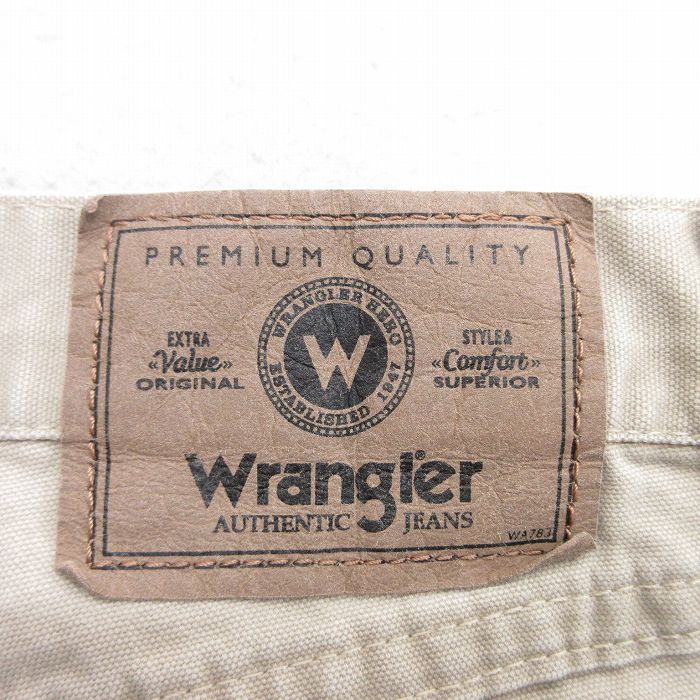 PREMIUM QUALITY
EXTRA
«Value»
ORIGINAL
WRANGLER HERO
W
ESTABLISHED 1947
STYLE &
«Comfort»
SUPERIOR
Wrangler
AUTHENTIC JEANS